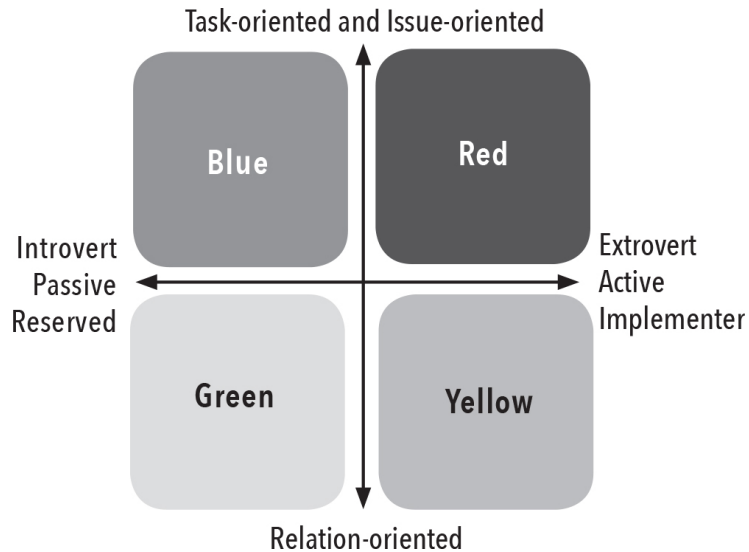 Task-oriented and Issue-oriented
Blue
Red
Introvert
Passive
Reserved
Extrovert
Active
Implementer
Green
Yellow
Relation-oriented